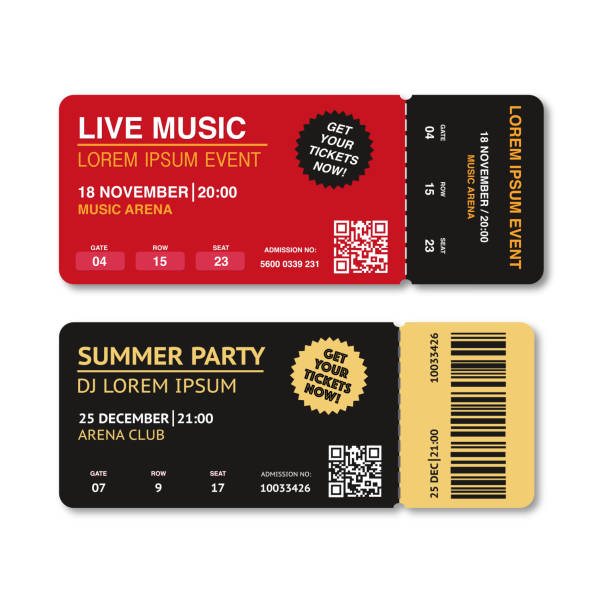 LIVE MUSIC
LOREM IPSUM EVENT
18 NOVEMBER|20:00
MUSIC ARENA
GATE ROW SEAT
04 15 23
ADMISSION NO:
5600 0339 231
GET
YOUR
TICKETS
NOW!
GATE ROW SEAT
04 15 23
18 NOVEMBER/20:00
MUSIC ARENA
LOREM IPSUM EVENT
SUMMER PARTY
DJ LOREM IPSUM
25 DECEMBER|21:00
ARENA CLUB
GATE ROW SEAT
07 9 17
ADMISSION NO:
10033426
GET
YOUR
TICKETS
NOW!
25 DEC|21:00 10033426